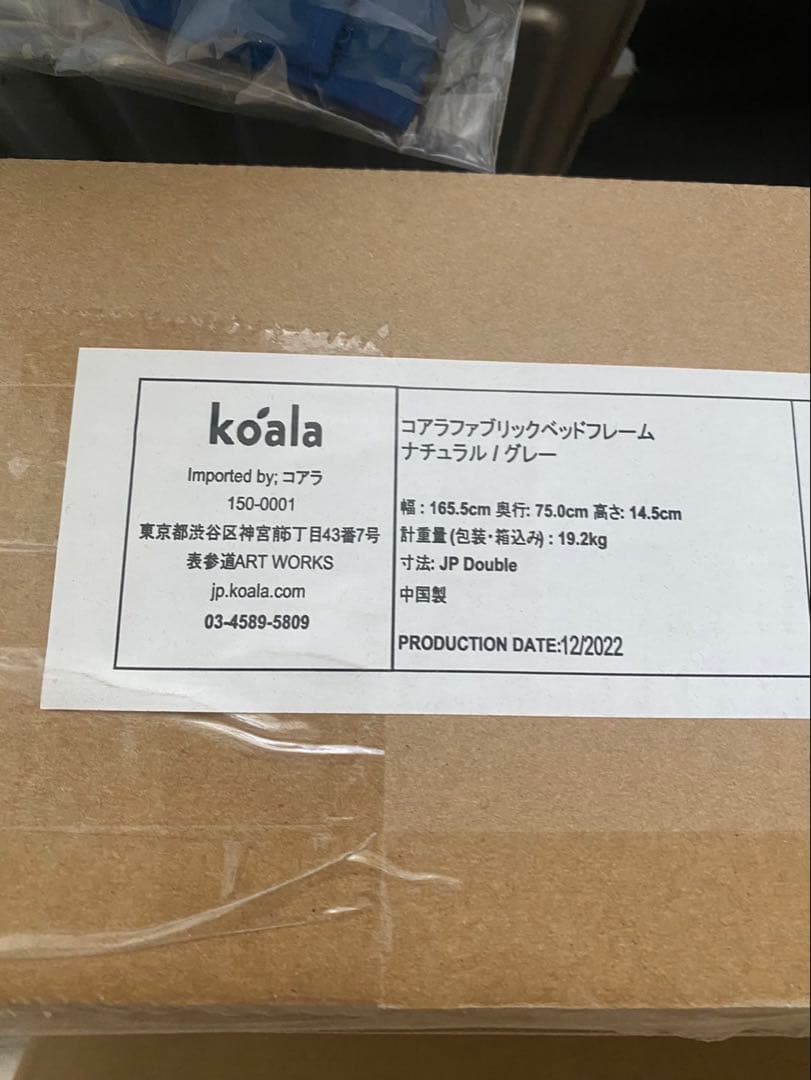 koala
Imported by; コアラ
150-0001
東京都渋谷区神宮前5丁目43番7号
表参道ART WORKS
jp.koala.com
03-4589-5809
コアラファブリックベッドフレーム
ナチュラル / グレー
幅 : 165.5cm 奥行: 75.0cm 高さ: 14.5cm
計重量 (包装・箱込み) : 19.2kg
寸法: JP Double
中国製
PRODUCTION DATE:12/2022